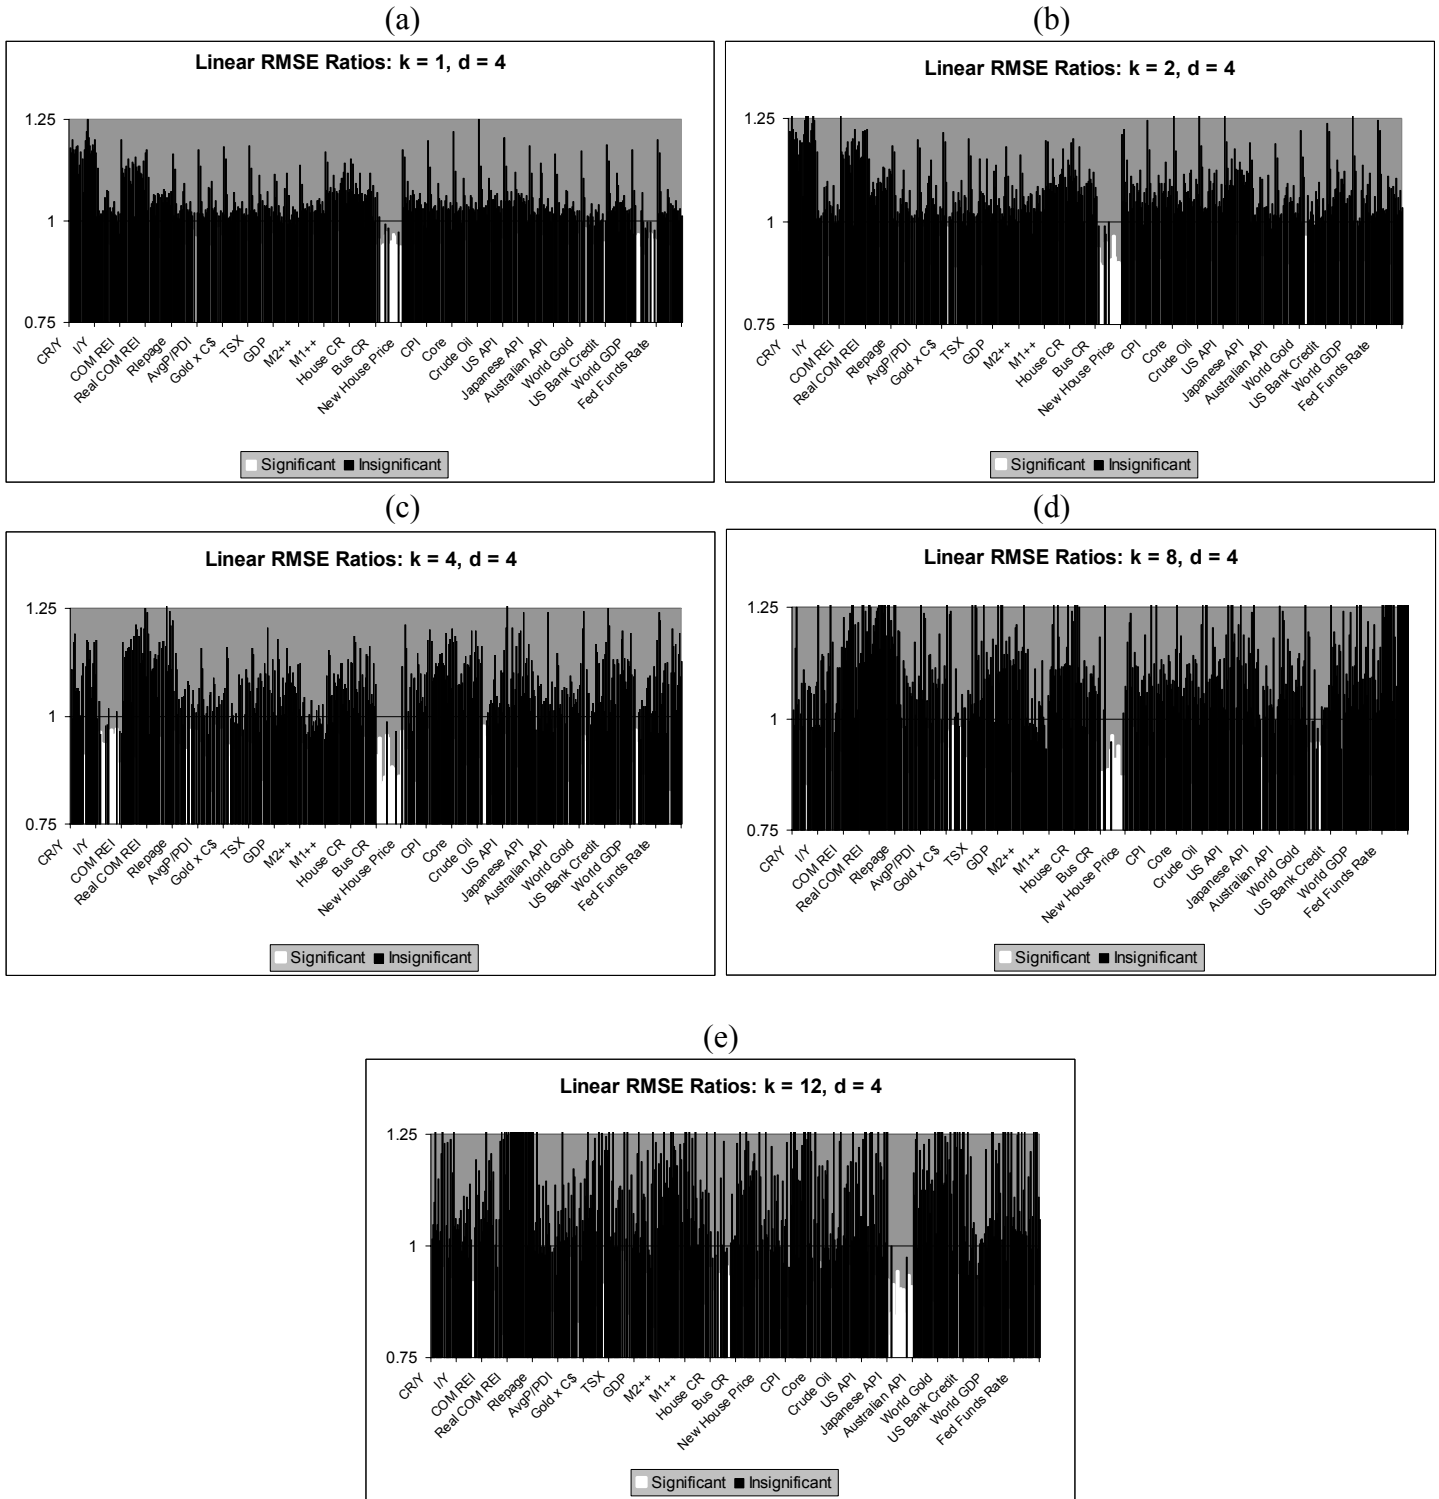 (a)
Linear RMSE Ratios: k = 1, d = 4
1.25
1
0.75
CR/Y
I/Y
COM REI
Real COM REI
Rlepage
AvgP/PDI
Gold x C$
TSX
GDP
M2++
M1++
House CR
Bus CR
New House Price
CPI
Core
Crude Oil
US API
Japanese API
Australian API
World Gold
US Bank Credit
World GDP
Fed Funds Rate
Significant Insignificant
(b)
Linear RMSE Ratios: k = 2, d = 4
1.25
1
0.75
CR/Y
I/Y
COM REI
Real COM REI
Rlepage
AvgP/PDI
Gold x C$
TSX
GDP
M2++
M1++
House CR
Bus CR
New House Price
CPI
Core
Crude Oil
US API
Japanese API
Australian API
World Gold
US Bank Credit
World GDP
Fed Funds Rate
Significant Insignificant
(c)
Linear RMSE Ratios: k = 4, d = 4
1.25
1
0.75
CR/Y
I/Y
COM REI
Real COM REI
Rlepage
AvgP/PDI
Gold x C$
TSX
GDP
M2++
M1++
House CR
Bus CR
New House Price
CPI
Core
Crude Oil
US API
Japanese API
Australian API
World Gold
US Bank Credit
World GDP
Fed Funds Rate
Significant Insignificant
(d)
Linear RMSE Ratios: k = 8, d = 4
1.25
1
0.75
CR/Y
I/Y
COM REI
Real COM REI
Rlepage
AvgP/PDI
Gold x C$
TSX
GDP
M2++
M1++
House CR
Bus CR
New House Price
CPI
Core
Crude Oil
US API
Japanese API
Australian API
World Gold
US Bank Credit
World GDP
Fed Funds Rate
Significant Insignificant
(e)
Linear RMSE Ratios: k = 12, d = 4
1.25
1
0.75
CR/Y
I/Y
COM REI
Real COM REI
Rlepage
AvgP/PDI
Gold x C$
TSX
GDP
M2++
M1++
House CR
Bus CR
New House Price
CPI
Core
Crude Oil
US API
Japanese API
Australian API
World Gold
US Bank Credit
World GDP
Fed Funds Rate
Significant Insignificant